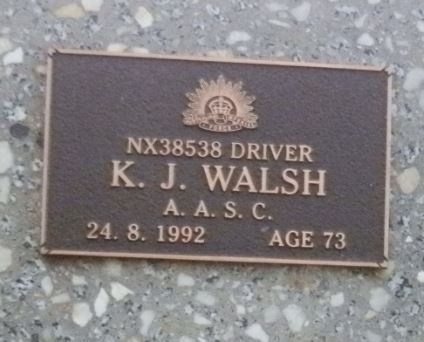 NX38538 DRIVER
K. J. WALSH
A. A. S. C.
24. 8. 1992 AGE 73